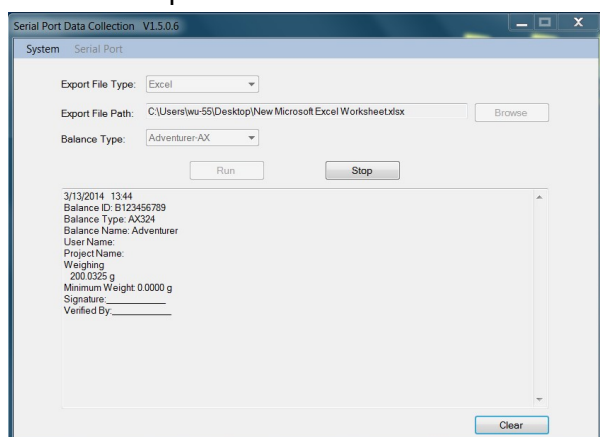 Serial Port Data Collection V1.5.0.6
System Serial Port
Export File Type: Excel
Export File Path: C:\Users\wu-55\Desktop\New Microsoft Excel Worksheet.xlsx Browse
Balance Type: Adventurer-AX
Run Stop
3/13/2014 13:44
Balance ID: B123456789
Balance Type: AX324
Balance Name: Adventurer
User Name:
Project Name:
Weighing
200.0325 g
Minimum Weight: 0.0000 g
Signature:___________
Verified By:___________
Clear